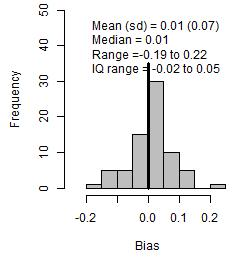 Mean (sd) = 0.01 (0.07)
Median = 0.01
Range =-0.19 to 0.22
IQ range = -0.02 to 0.05
50
40
30
20
10
0
Frequency
-0.2
0.0
0.1
0.2
Bias